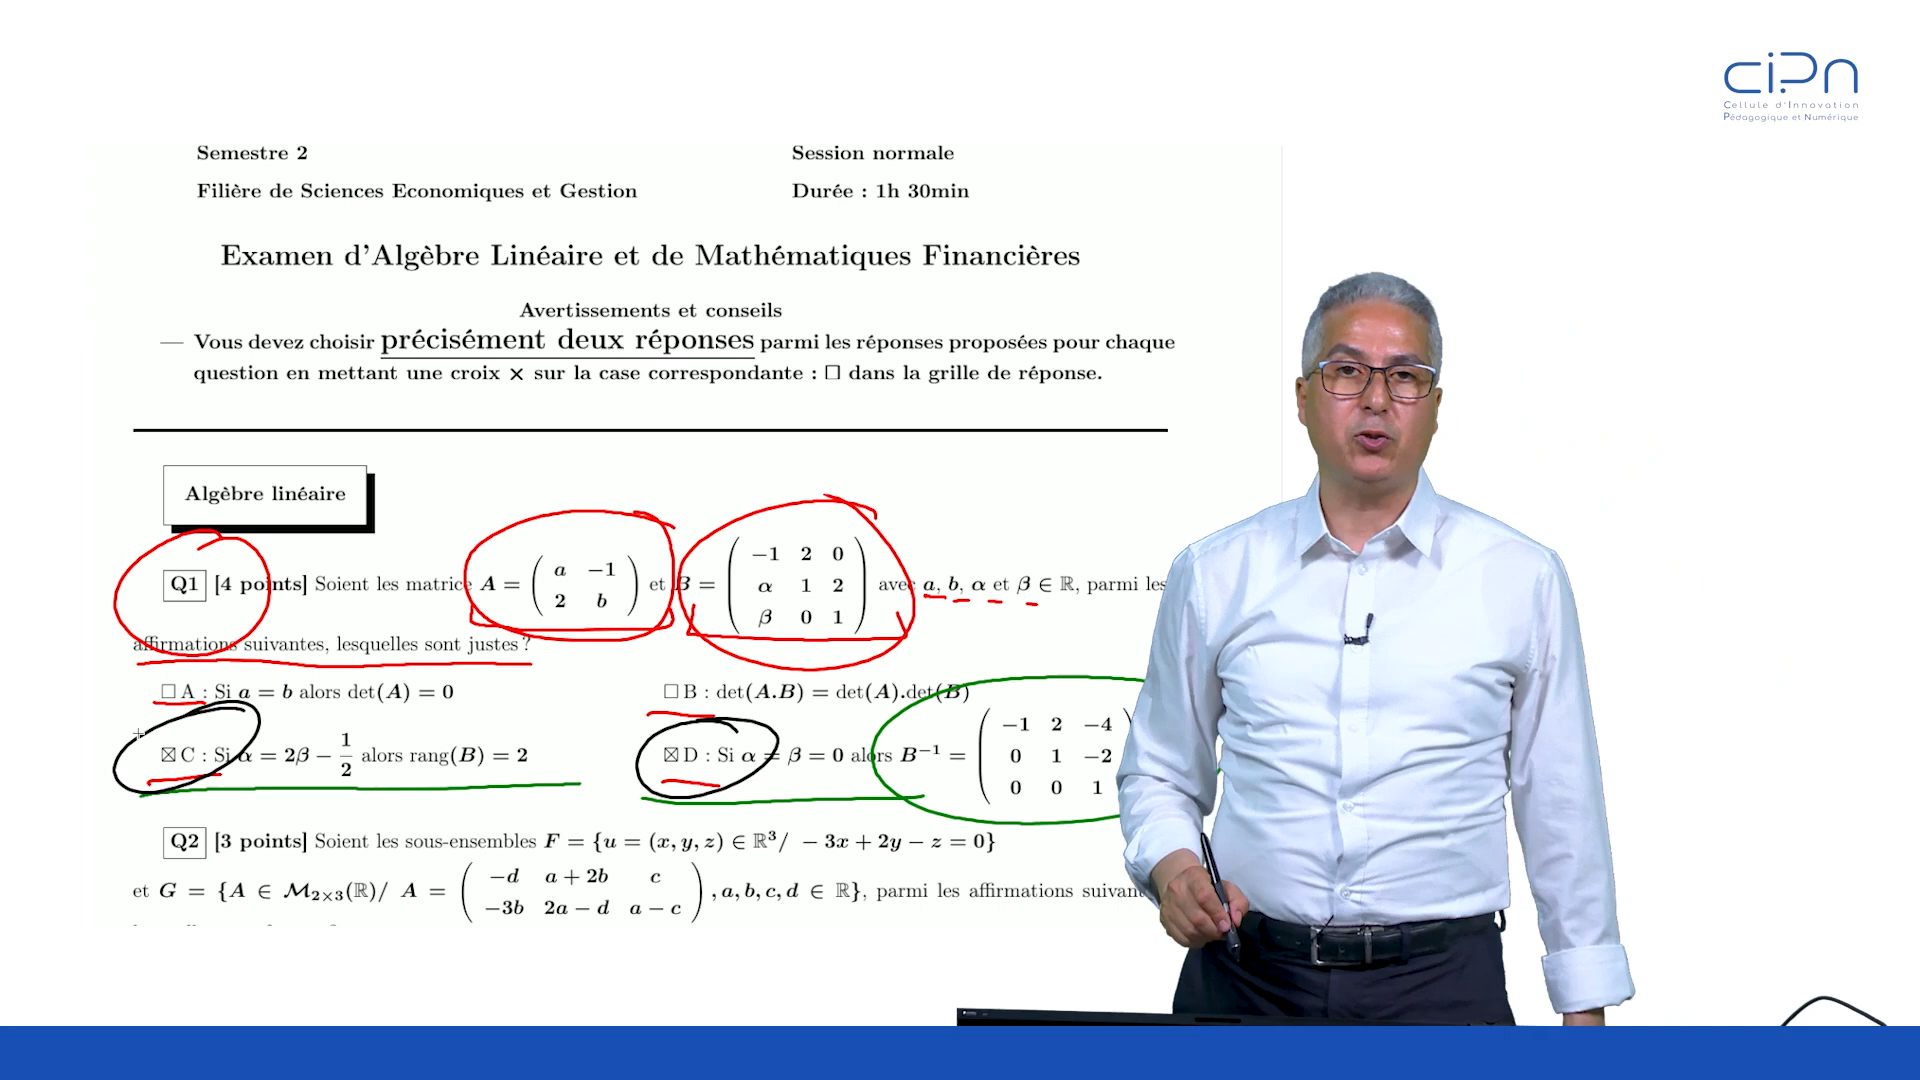 ciPn
Cellule d'Innovation
Pédagogique et Numérique
Semestre 2 Session normale
Filière de Sciences Economiques et Gestion Durée : 1h 30min
Examen d'Algèbre Linéaire et de Mathématiques Financières
Avertissements et conseils
— Vous devez choisir précisément deux réponses parmi les réponses proposées pour chaque
question en mettant une croix × sur la case correspondante : ☐ dans la grille de réponse.
Algèbre linéaire
Q1 [4 points] Soient les matrice A = ( a −1 ; 2 b ) et B = ( −1 2 0 ; α 1 2 ; β 0 1 ) avec a, b, α et β ∈ ℝ, parmi les
affirmations suivantes, lesquelles sont justes ?
☐ A : Si a = b alors det(A) = 0 ☐ B : det(A.B) = det(A).det(B)
☒ C : Si α = 2β − 1/2 alors rang(B) = 2 ☒ D : Si α = β = 0 alors B⁻¹ = ( −1 2 −4 ; 0 1 −2 ; 0 0 1
Q2 [3 points] Soient les sous-ensembles F = {u = (x, y, z) ∈ ℝ³/ − 3x + 2y − z = 0}
et G = {A ∈ M₂ₓ₃(ℝ)/ A = ( −d a + 2b c ; −3b 2a − d a − c ) , a, b, c, d ∈ ℝ}, parmi les affirmations